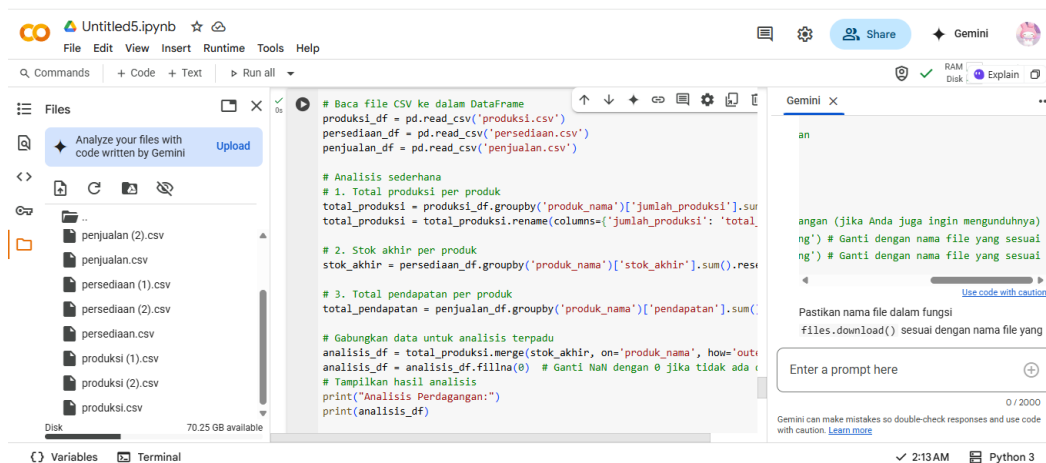 Untitled5.ipynb
File Edit View Insert Runtime Tools Help
Share
Gemini
Commands + Code + Text Run all
RAM
Disk
Explain
Files
Analyze your files with code written by Gemini
Upload
..
penjualan (2).csv
penjualan.csv
persediaan (1).csv
persediaan (2).csv
persediaan.csv
produksi (1).csv
produksi (2).csv
produksi.csv
Disk 70.25 GB available
0s
# Baca file CSV ke dalam DataFrame
produksi_df = pd.read_csv('produksi.csv')
persediaan_df = pd.read_csv('persediaan.csv')
penjualan_df = pd.read_csv('penjualan.csv')
# Analisis sederhana
# 1. Total produksi per produk
total_produksi = produksi_df.groupby('produk_nama')['jumlah_produksi'].sum
total_produksi = total_produksi.rename(columns={'jumlah_produksi': 'total_
# 2. Stok akhir per produk
stok_akhir = persediaan_df.groupby('produk_nama')['stok_akhir'].sum().rese
# 3. Total pendapatan per produk
total_pendapatan = penjualan_df.groupby('produk_nama')['pendapatan'].sum()
# Gabungkan data untuk analisis terpadu
analisis_df = total_produksi.merge(stok_akhir, on='produk_nama', how='oute
analisis_df = analisis_df.fillna(0) # Ganti NaN dengan 0 jika tidak ada
# Tampilkan hasil analisis
print("Analisis Perdagangan:")
print(analisis_df)
Gemini
an
angan (jika Anda juga ingin mengunduhnya)
ng') # Ganti dengan nama file yang sesuai
ng') # Ganti dengan nama file yang sesuai
Use code with caution
Pastikan nama file dalam fungsi
files.download() sesuai dengan nama file yang
Enter a prompt here
0 / 2000
Gemini can make mistakes so double-check responses and use code
with caution. Learn more
Variables Terminal
2:13 AM Python 3